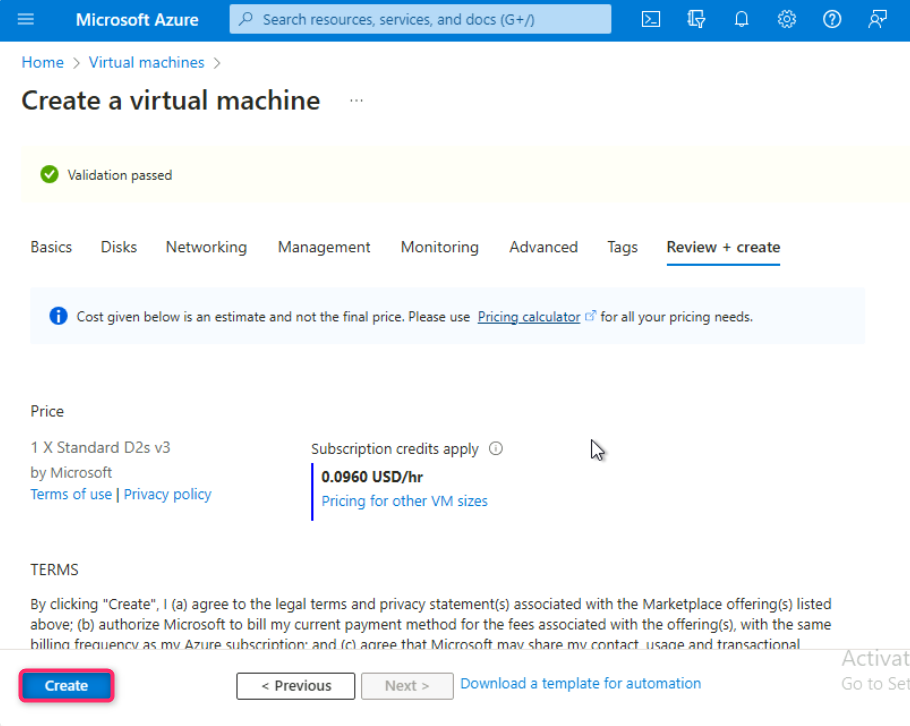 Microsoft Azure
Search resources, services, and docs (G+/)
Home > Virtual machines >
Create a virtual machine ...
Validation passed
Basics Disks Networking Management Monitoring Advanced Tags Review + create
Cost given below is an estimate and not the final price. Please use Pricing calculator for all your pricing needs.
Price
1 X Standard D2s v3
by Microsoft
Terms of use | Privacy policy
Subscription credits apply
0.0960 USD/hr
Pricing for other VM sizes
TERMS
By clicking "Create", I (a) agree to the legal terms and privacy statement(s) associated with the Marketplace offering(s) listed
above; (b) authorize Microsoft to bill my current payment method for the fees associated with the offering(s), with the same
billing frequency as my Azure subscription; and (c) agree that Microsoft may share my contact, usage and transactional
Create < Previous Next > Download a template for automation
Activat
Go to Set